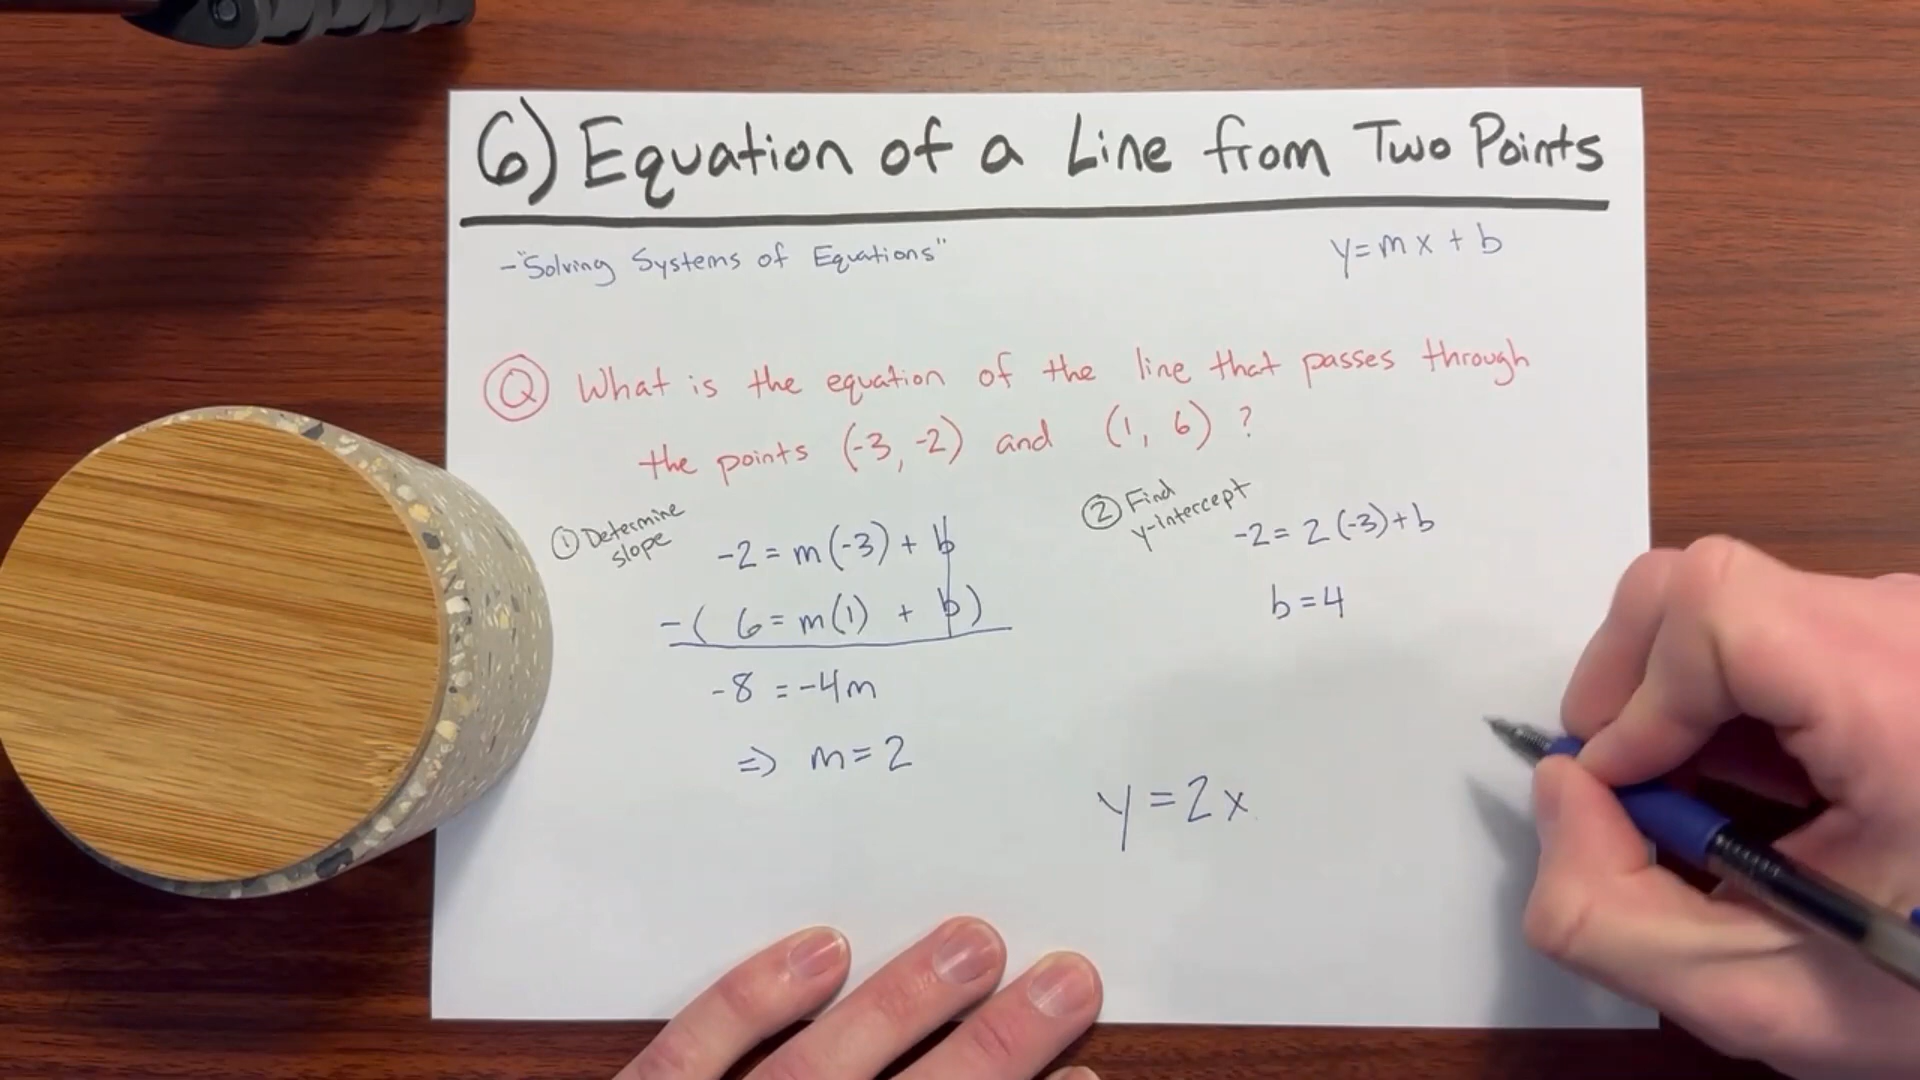 6) Equation of a Line from Two Points
-"Solving Systems of Equations"
y=mx+b
Q What is the equation of the line that passes through
the points (-3, -2) and (1, 6)?
① Determine
slope
-2=m(-3)+b
-( 6=m(1) + b)
-8 =-4m
=> m=2
② Find
y-intercept
-2=2(-3)+b
b=4
y=2x